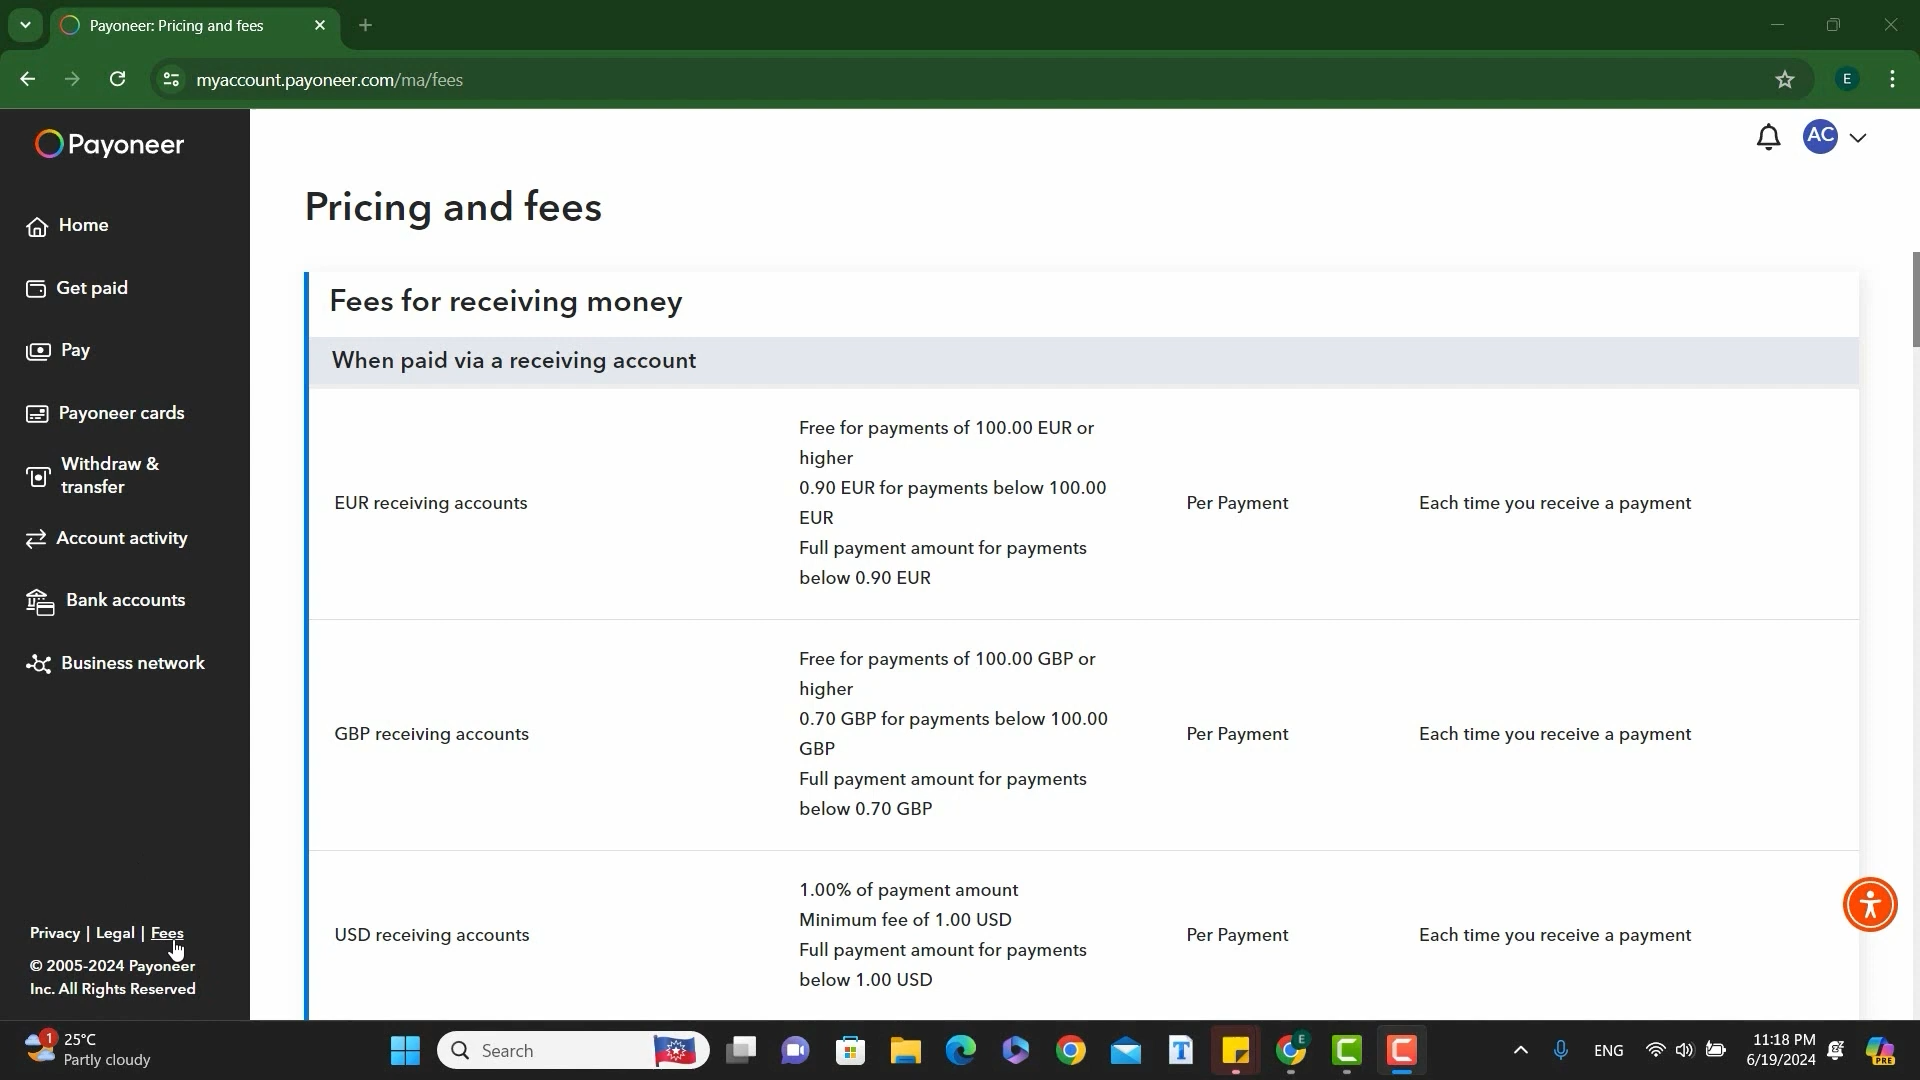 Payoneer: Pricing and fees
myaccount.payoneer.com/ma/fees
E
Payoneer
AC
Home
Get paid
Pay
Payoneer cards
Withdraw &
transfer
Account activity
Bank accounts
Business network
Privacy | Legal | Fees
© 2005-2024 Payoneer
Inc. All Rights Reserved
Pricing and fees
Fees for receiving money
When paid via a receiving account
EUR receiving accounts
Free for payments of 100.00 EUR or
higher
0.90 EUR for payments below 100.00
EUR
Full payment amount for payments
below 0.90 EUR
Per Payment
Each time you receive a payment
GBP receiving accounts
Free for payments of 100.00 GBP or
higher
0.70 GBP for payments below 100.00
GBP
Full payment amount for payments
below 0.70 GBP
Per Payment
Each time you receive a payment
USD receiving accounts
1.00% of payment amount
Minimum fee of 1.00 USD
Full payment amount for payments
below 1.00 USD
Per Payment
Each time you receive a payment
1
25°C
Partly cloudy
Search
T
E
C
C
ENG
11:18 PM
6/19/2024
PRE